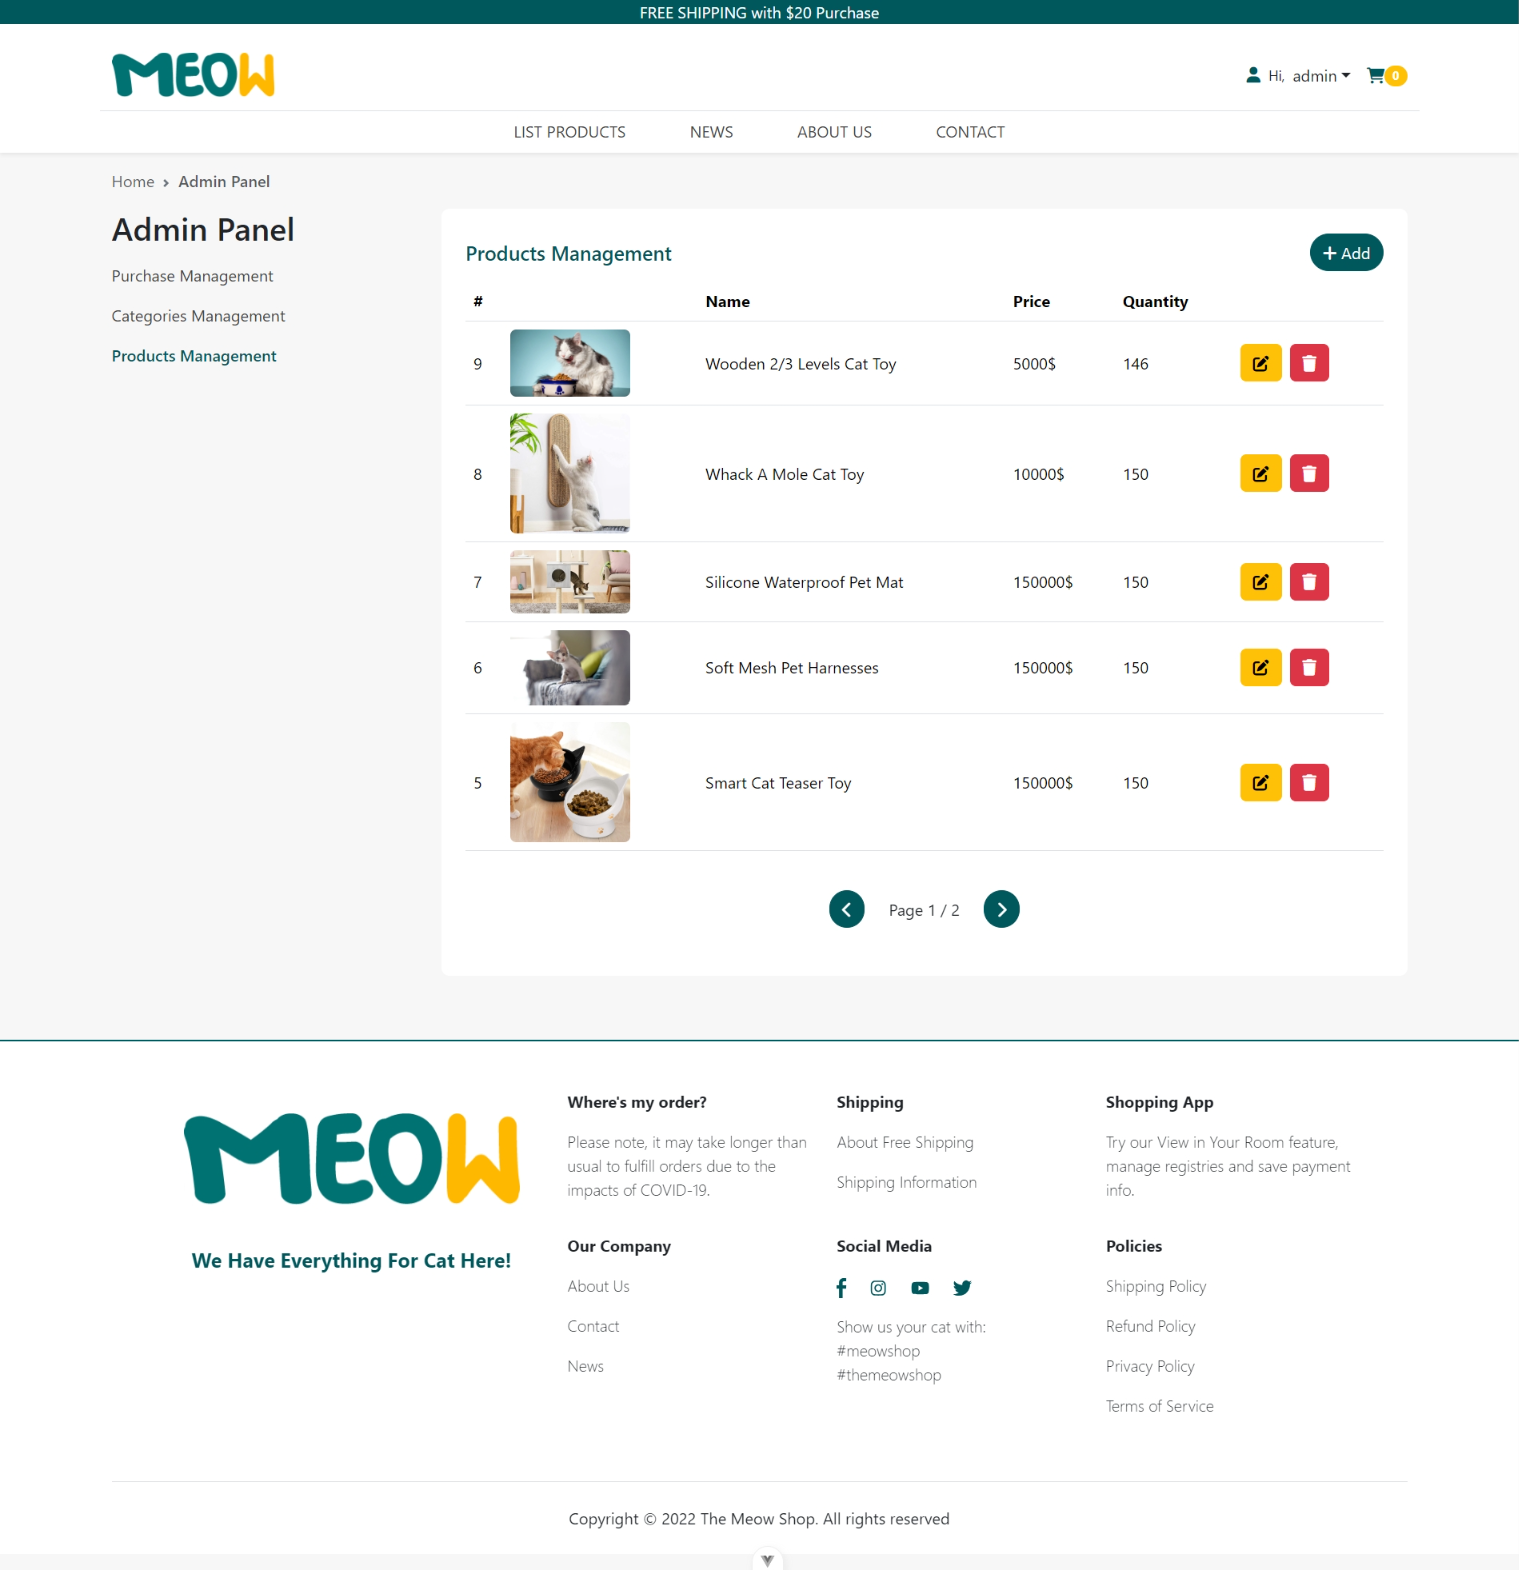 FREE SHIPPING with $20 Purchase
MEOW
Hi, admin
0
LIST PRODUCTS
NEWS
ABOUT US
CONTACT
Home › Admin Panel
Admin Panel
Purchase Management
Categories Management
Products Management
Products Management
Add
# Name Price Quantity
9 Wooden 2/3 Levels Cat Toy 5000$ 146
8 Whack A Mole Cat Toy 10000$ 150
7 Silicone Waterproof Pet Mat 150000$ 150
6 Soft Mesh Pet Harnesses 150000$ 150
5 Smart Cat Teaser Toy 150000$ 150
Page 1 / 2
MEOW
We Have Everything For Cat Here!
Where's my order?
Please note, it may take longer than
usual to fulfill orders due to the
impacts of COVID-19.
Shipping
About Free Shipping
Shipping Information
Shopping App
Try our View in Your Room feature,
manage registries and save payment
info.
Our Company
About Us
Contact
News
Social Media
Show us your cat with:
#meowshop
#themeowshop
Policies
Shipping Policy
Refund Policy
Privacy Policy
Terms of Service
Copyright © 2022 The Meow Shop. All rights reserved